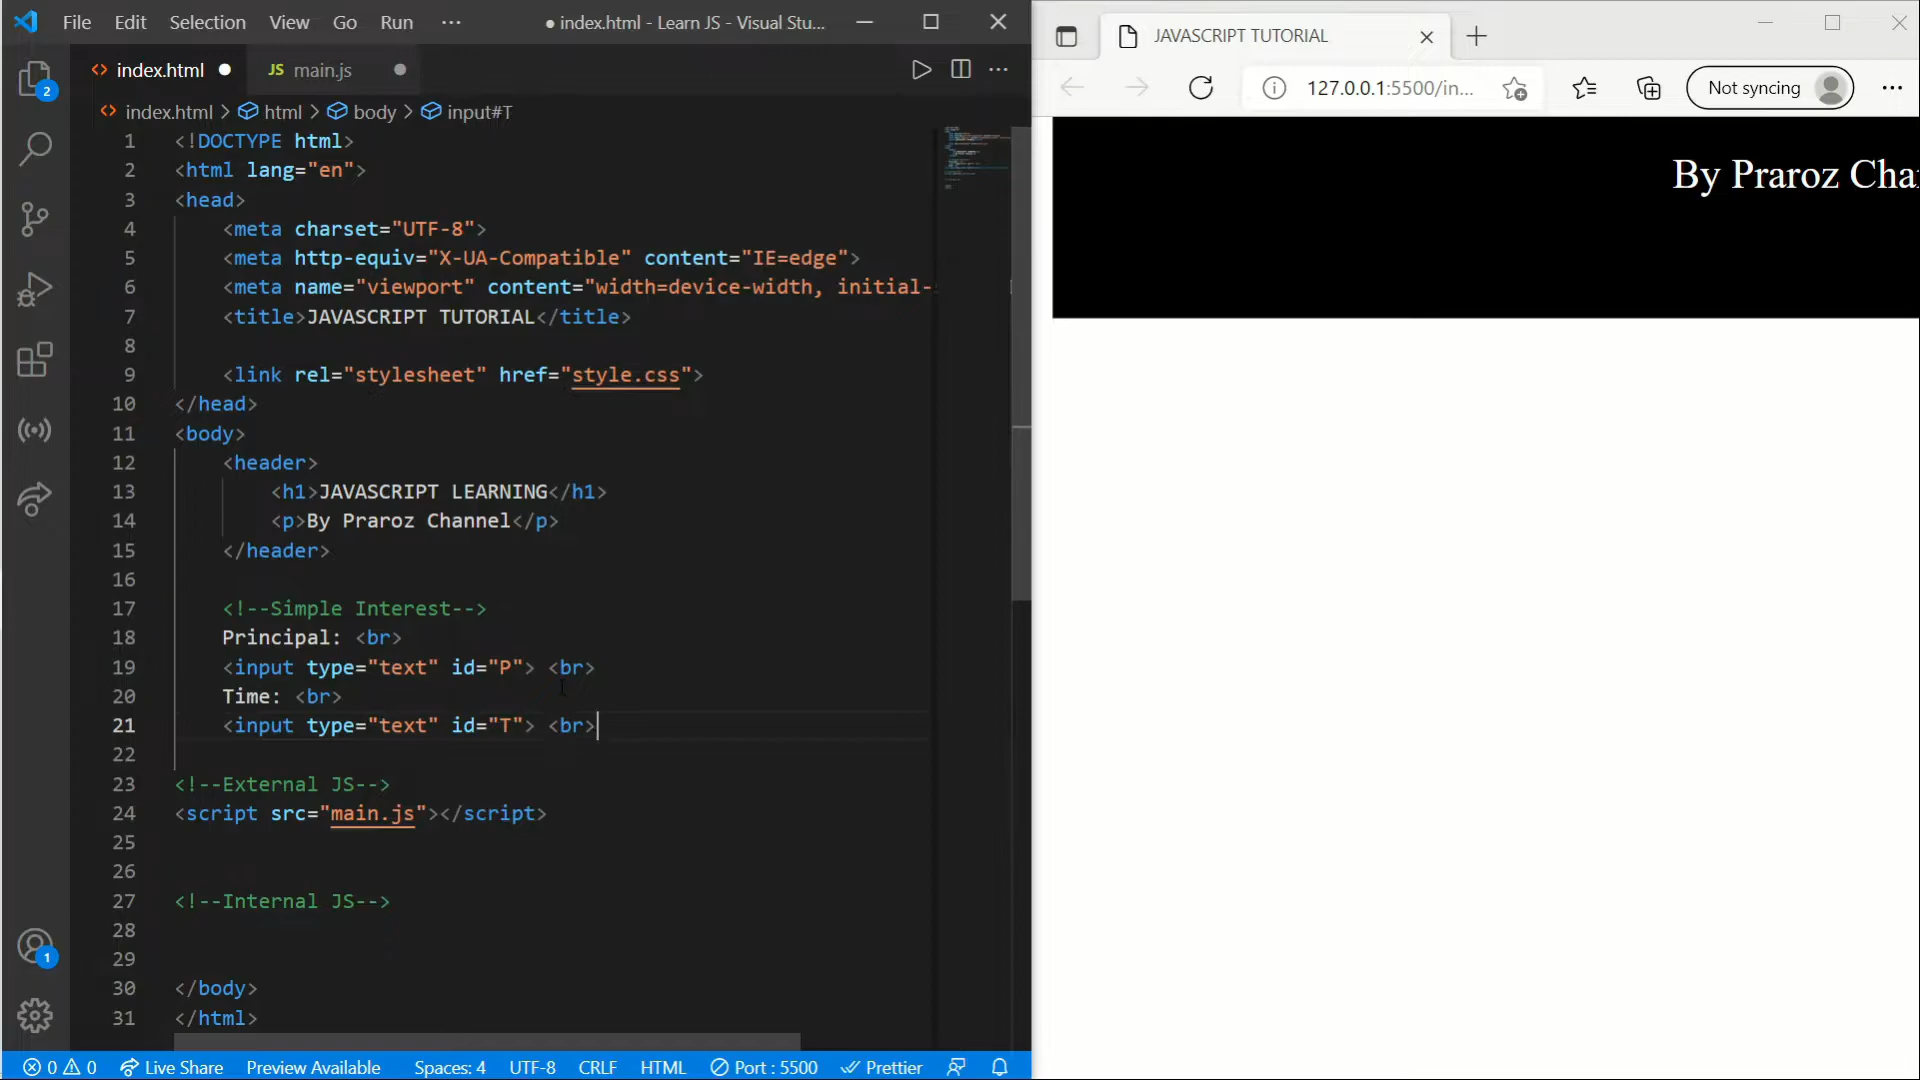 File Edit Selection View Go Run ··· ● index.html - Learn JS - Visual Stu...
index.html JS main.js
index.html > html > body > input#T
1 <!DOCTYPE html>
2 <html lang="en">
3 <head>
4 <meta charset="UTF-8">
5 <meta http-equiv="X-UA-Compatible" content="IE=edge">
6 <meta name="viewport" content="width=device-width, initial-
7 <title>JAVASCRIPT TUTORIAL</title>
8
9 <link rel="stylesheet" href="style.css">
10 </head>
11 <body>
12 <header>
13 <h1>JAVASCRIPT LEARNING</h1>
14 <p>By Praroz Channel</p>
15 </header>
16
17 <!--Simple Interest-->
18 Principal: <br>
19 <input type="text" id="P"> <br>
20 Time: <br>
21 <input type="text" id="T"> <br>
22
23 <!--External JS-->
24 <script src="main.js"></script>
25
26
27 <!--Internal JS-->
28
29
30 </body>
31 </html>
2
1
0 0 Live Share Preview Available Spaces: 4 UTF-8 CRLF HTML Port : 5500 Prettier
JAVASCRIPT TUTORIAL
127.0.0.1:5500/in... Not syncing
By Praroz Cha